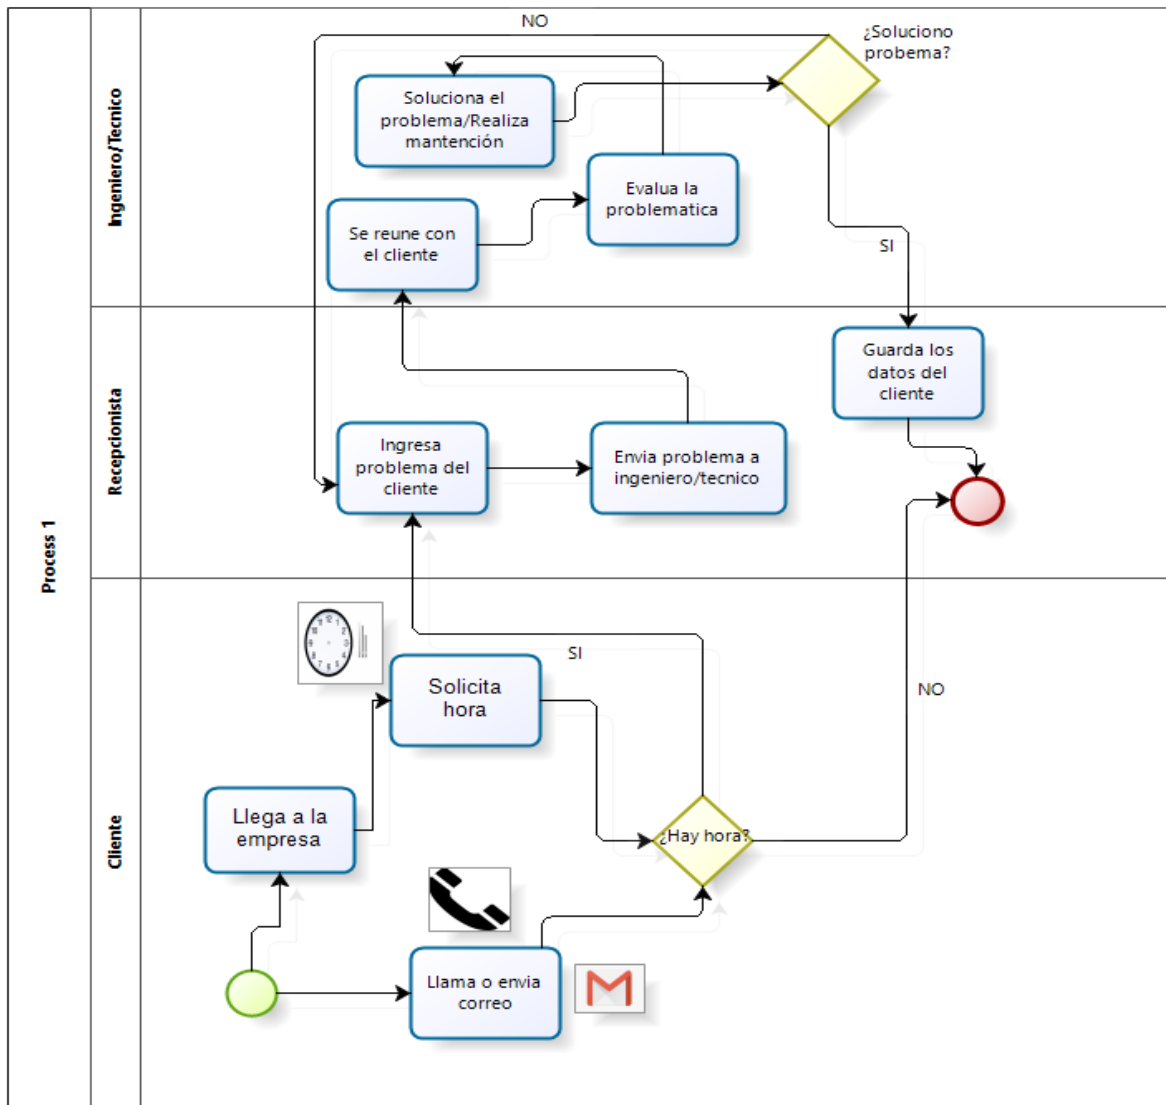 Process 1
Ingeniero/Tecnico
NO
¿Soluciono
probema?
Soluciona el
problema/Realiza
mantención
Evalua la
problematica
Se reune con
el cliente
SI
Recepcionista
Guarda los
datos del
cliente
Ingresa
problema del
cliente
Envia problema a
ingeniero/tecnico
Cliente
SI
Solicita
hora
NO
Llega a la
empresa
¿Hay hora?
Llama o envia
correo